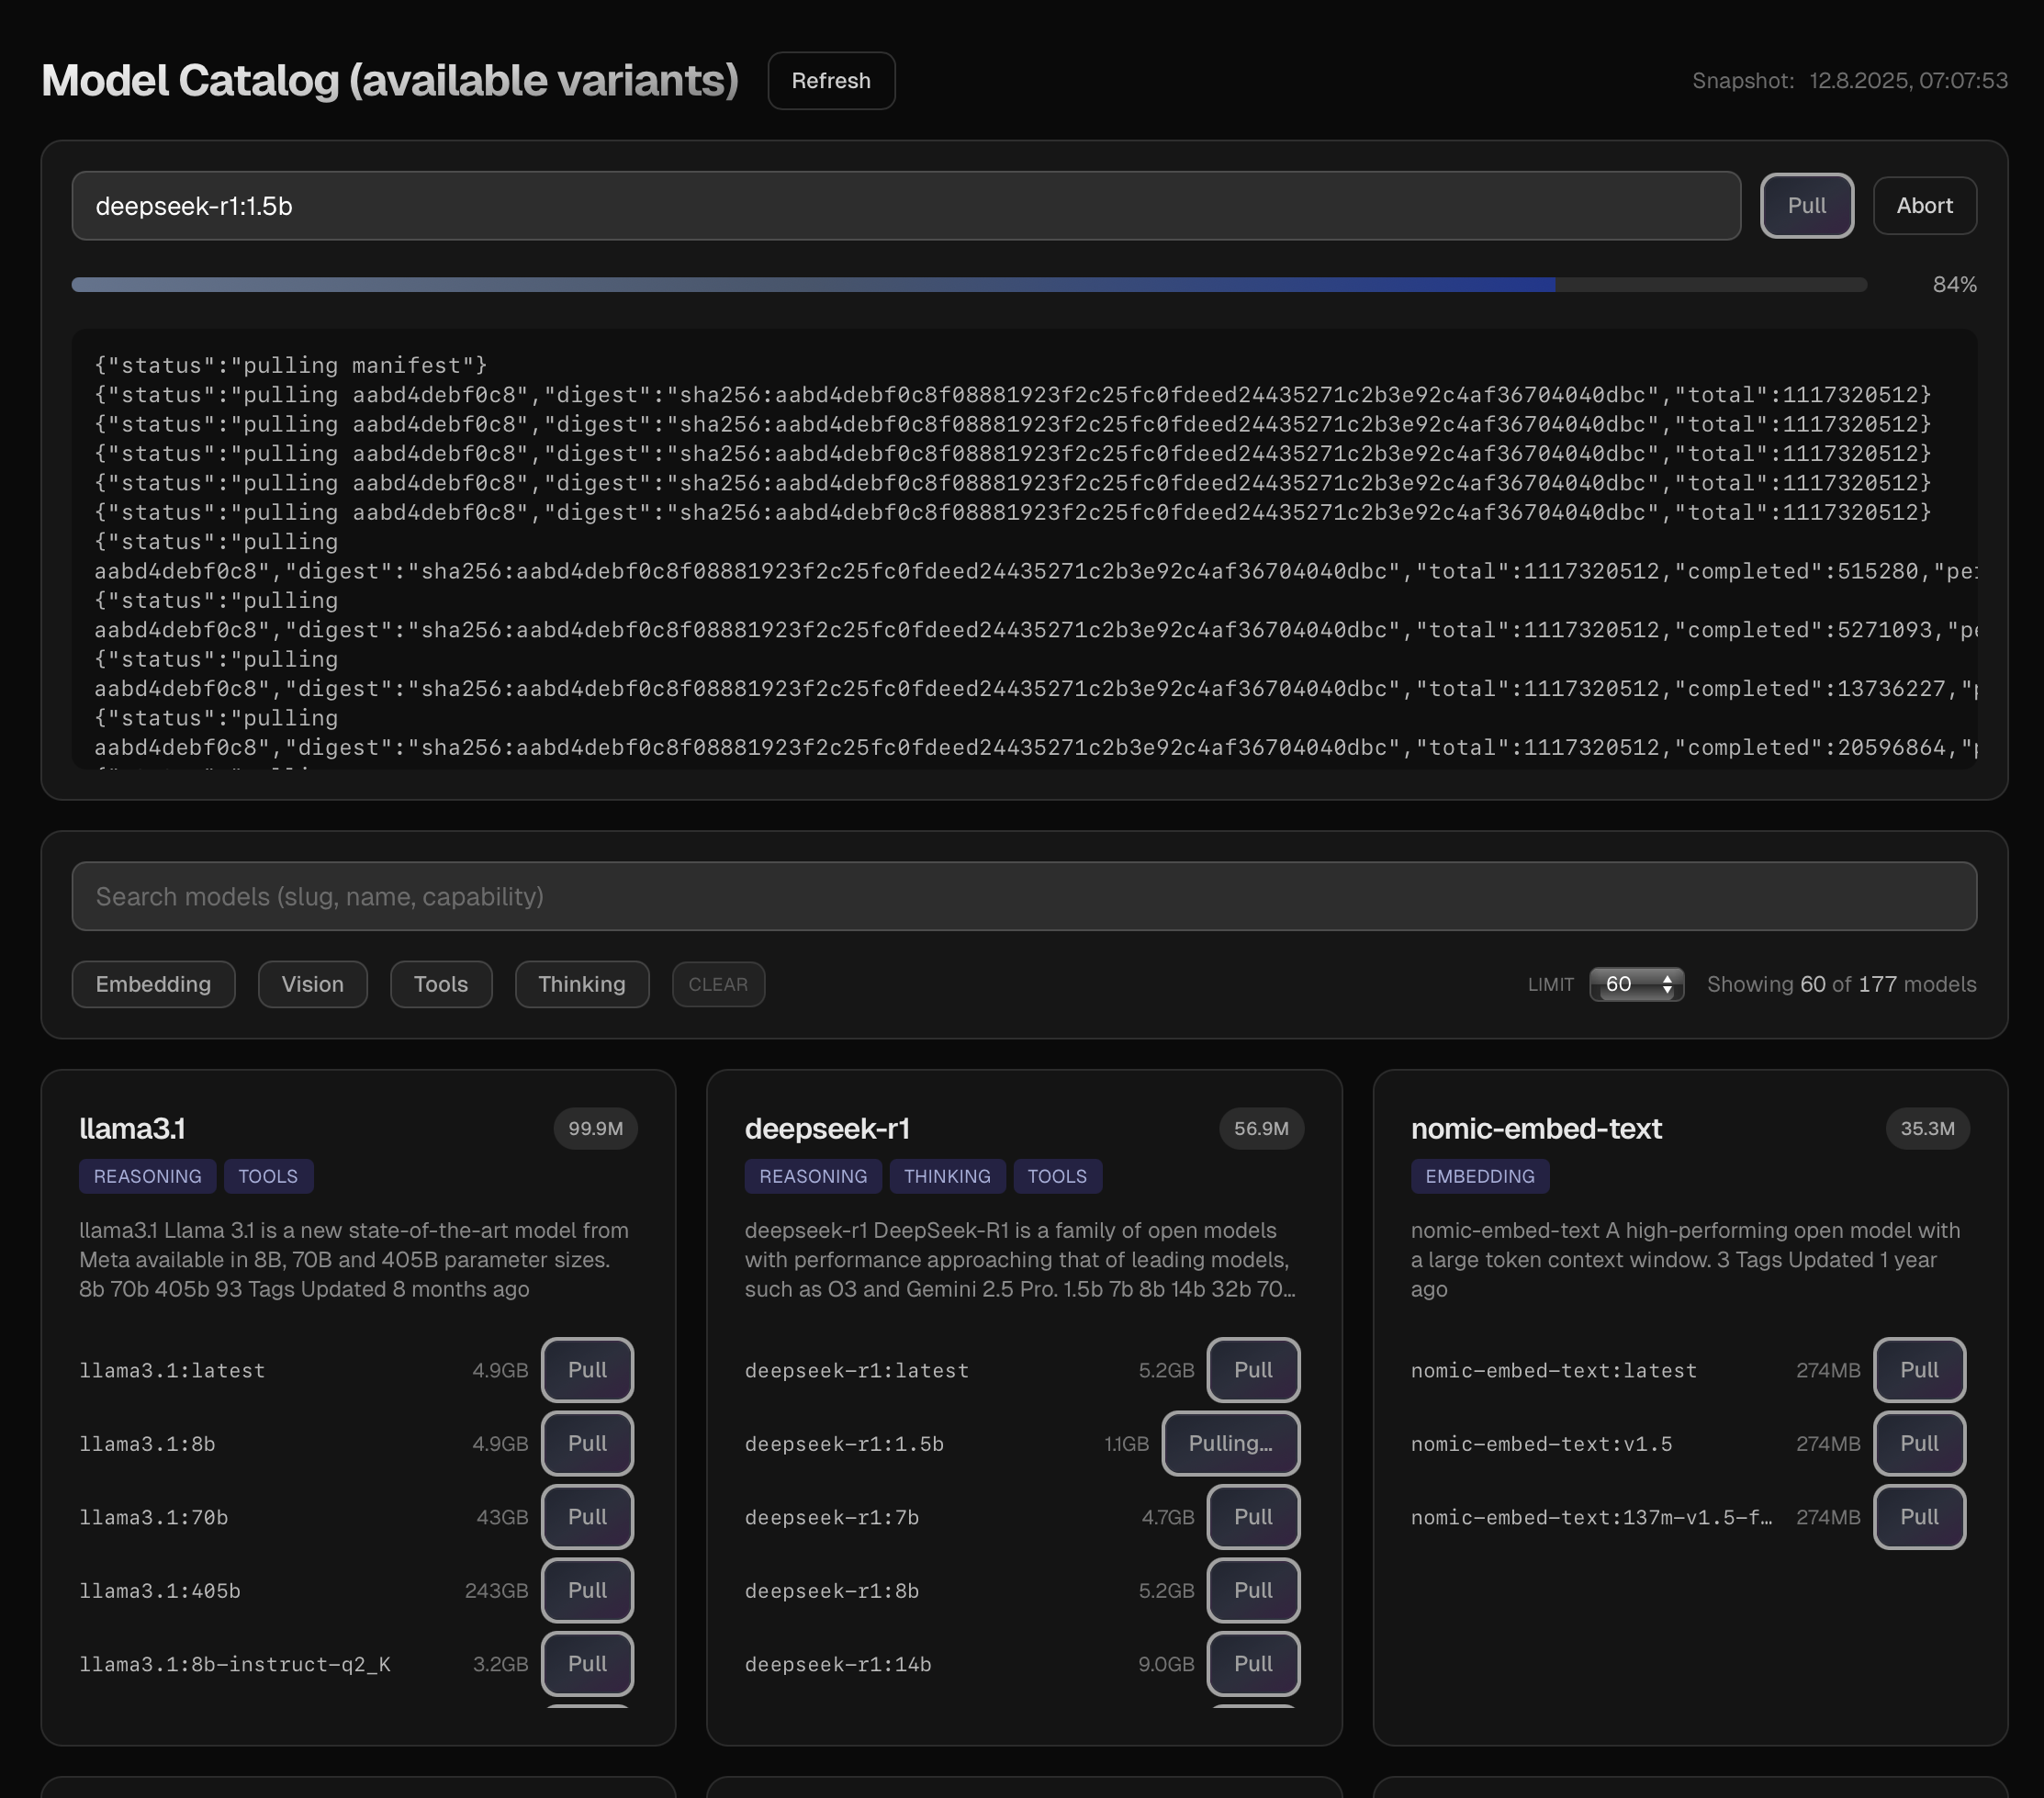 Model Catalog (available variants)
Refresh
Snapshot: 12.8.2025, 07:07:53
deepseek-r1:1.5b
Pull
Abort
84%
{"status":"pulling manifest"}
{"status":"pulling aabd4debf0c8","digest":"sha256:aabd4debf0c8f08881923f2c25fc0fdeed24435271c2b3e92c4af36704040dbc","total":1117320512}
{"status":"pulling aabd4debf0c8","digest":"sha256:aabd4debf0c8f08881923f2c25fc0fdeed24435271c2b3e92c4af36704040dbc","total":1117320512}
{"status":"pulling aabd4debf0c8","digest":"sha256:aabd4debf0c8f08881923f2c25fc0fdeed24435271c2b3e92c4af36704040dbc","total":1117320512}
{"status":"pulling aabd4debf0c8","digest":"sha256:aabd4debf0c8f08881923f2c25fc0fdeed24435271c2b3e92c4af36704040dbc","total":1117320512}
{"status":"pulling aabd4debf0c8","digest":"sha256:aabd4debf0c8f08881923f2c25fc0fdeed24435271c2b3e92c4af36704040dbc","total":1117320512}
{"status":"pulling
aabd4debf0c8","digest":"sha256:aabd4debf0c8f08881923f2c25fc0fdeed24435271c2b3e92c4af36704040dbc","total":1117320512,"completed":515280,"pe
{"status":"pulling
aabd4debf0c8","digest":"sha256:aabd4debf0c8f08881923f2c25fc0fdeed24435271c2b3e92c4af36704040dbc","total":1117320512,"completed":5271093,"pe
{"status":"pulling
aabd4debf0c8","digest":"sha256:aabd4debf0c8f08881923f2c25fc0fdeed24435271c2b3e92c4af36704040dbc","total":1117320512,"completed":13736227,"p
{"status":"pulling
aabd4debf0c8","digest":"sha256:aabd4debf0c8f08881923f2c25fc0fdeed24435271c2b3e92c4af36704040dbc","total":1117320512,"completed":20596864,"p
Search models (slug, name, capability)
Embedding
Vision
Tools
Thinking
CLEAR
LIMIT
60
Showing 60 of 177 models
llama3.1
99.9M
REASONING
TOOLS
llama3.1 Llama 3.1 is a new state-of-the-art model from
Meta available in 8B, 70B and 405B parameter sizes.
8b 70b 405b 93 Tags Updated 8 months ago
llama3.1:latest 4.9GB Pull
llama3.1:8b 4.9GB Pull
llama3.1:70b 43GB Pull
llama3.1:405b 243GB Pull
llama3.1:8b-instruct-q2_K 3.2GB Pull
deepseek-r1
56.9M
REASONING
THINKING
TOOLS
deepseek-r1 DeepSeek-R1 is a family of open models
with performance approaching that of leading models,
such as O3 and Gemini 2.5 Pro. 1.5b 7b 8b 14b 32b 70...
deepseek-r1:latest 5.2GB Pull
deepseek-r1:1.5b 1.1GB Pulling...
deepseek-r1:7b 4.7GB Pull
deepseek-r1:8b 5.2GB Pull
deepseek-r1:14b 9.0GB Pull
nomic-embed-text
35.3M
EMBEDDING
nomic-embed-text A high-performing open model with
a large token context window. 3 Tags Updated 1 year
ago
nomic-embed-text:latest 274MB Pull
nomic-embed-text:v1.5 274MB Pull
nomic-embed-text:137m-v1.5-f... 274MB Pull